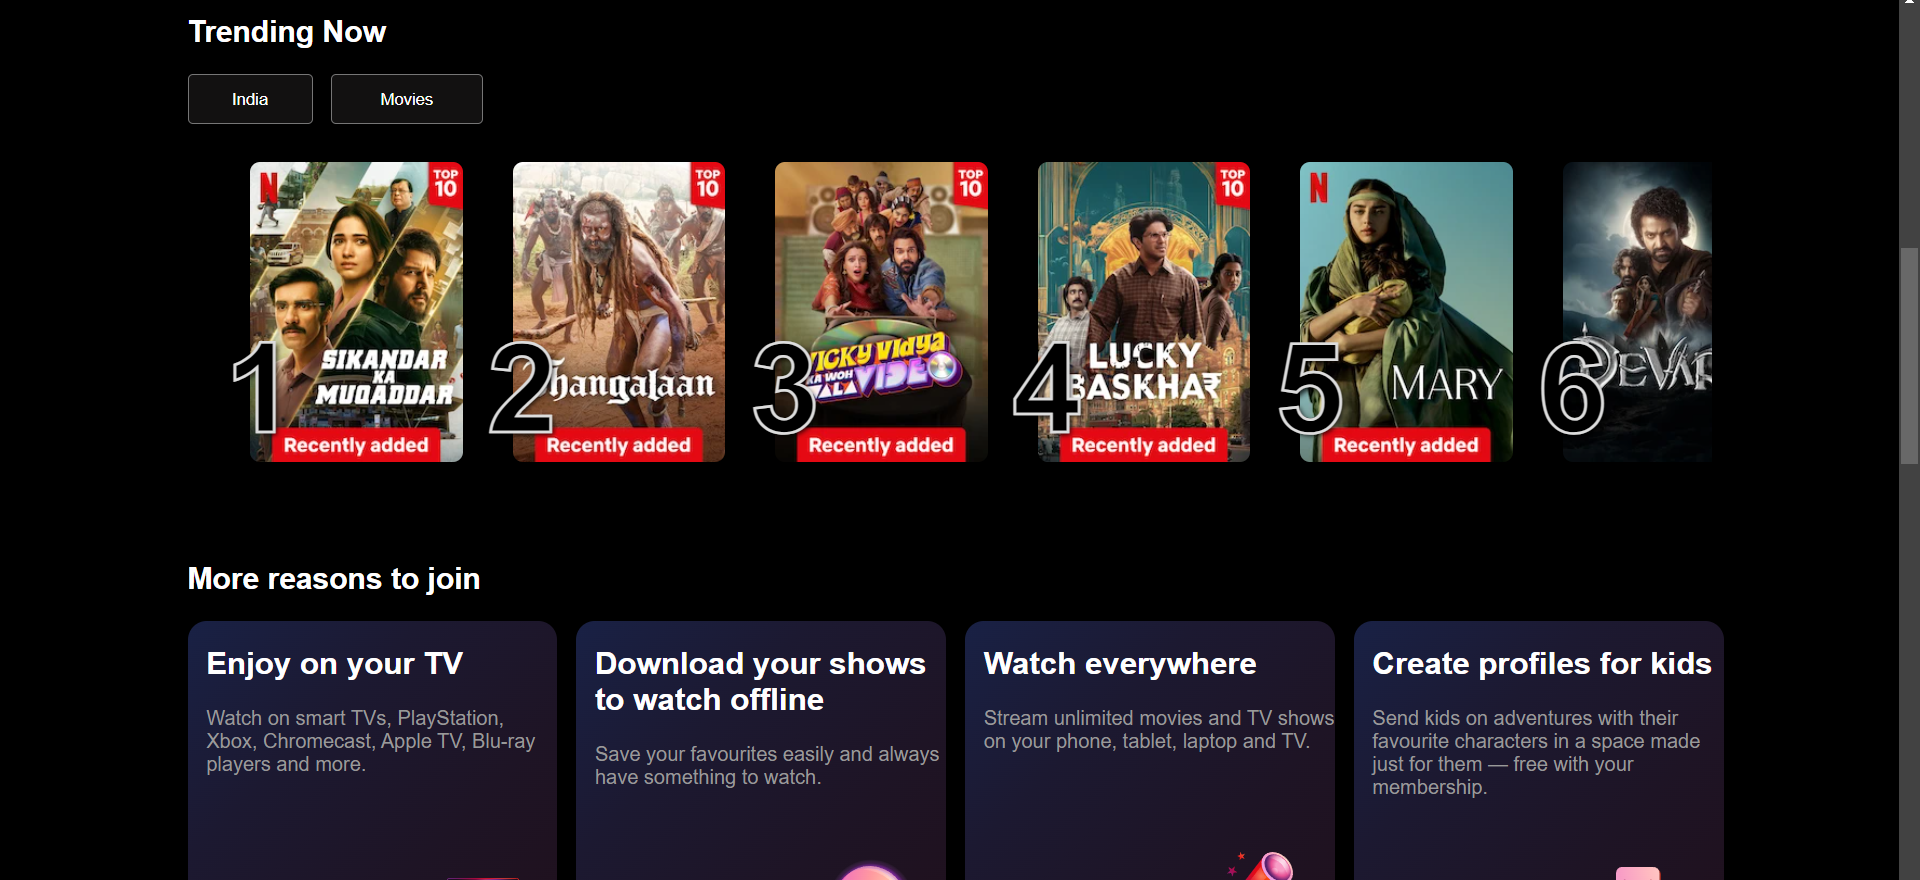 Trending Now
India
Movies
N
TOP
10
SIKANDAR
KA
MUQADDAR
1
Recently added
TOP
10
Thangalaan
2
Recently added
TOP
10
VICKY VIDYA
KA WOH
WALA VIDEO
3
Recently added
TOP
10
LUCKY
BASKHAR
4
Recently added
N
MARY
5
Recently added
DEVAR
6
More reasons to join
Enjoy on your TV
Watch on smart TVs, PlayStation,
Xbox, Chromecast, Apple TV, Blu-ray
players and more.
Download your shows
to watch offline
Save your favourites easily and always
have something to watch.
Watch everywhere
Stream unlimited movies and TV shows
on your phone, tablet, laptop and TV.
Create profiles for kids
Send kids on adventures with their
favourite characters in a space made
just for them — free with your
membership.